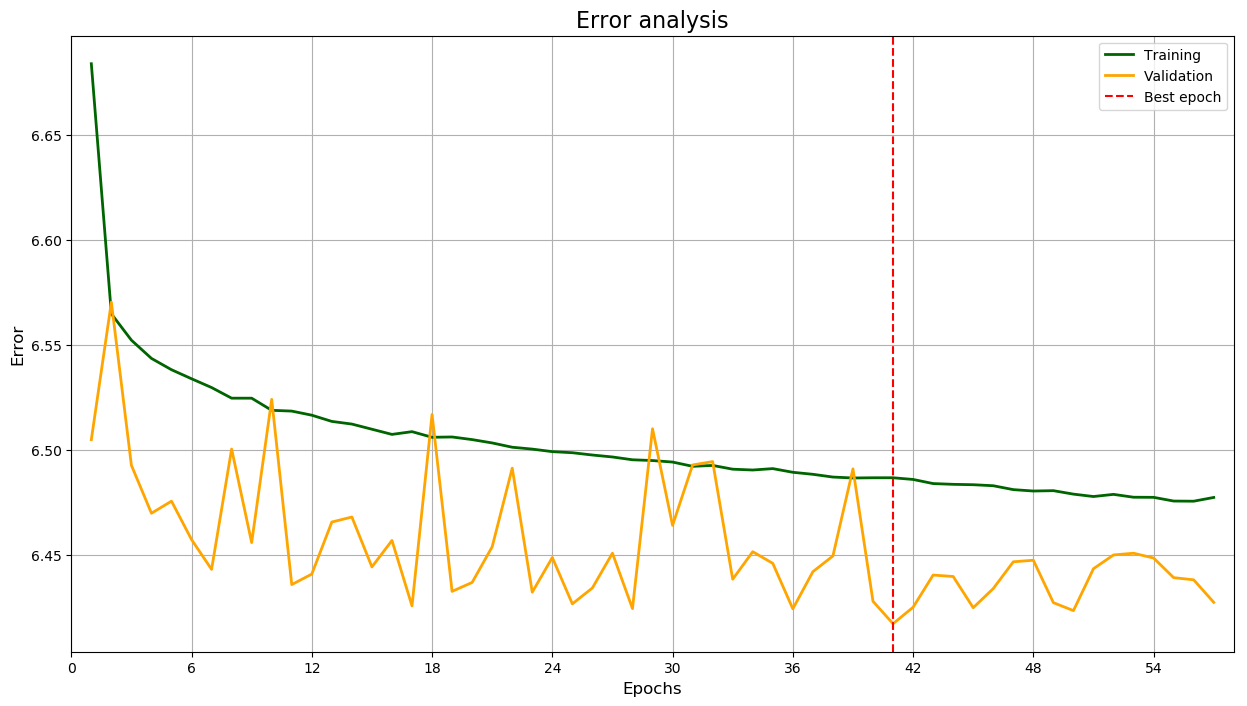 Error analysis
Training
Validation
Best epoch
6.65
6.60
6.55
6.50
6.45
Error
0 6 12 18 24 30 36 42 48 54
Epochs